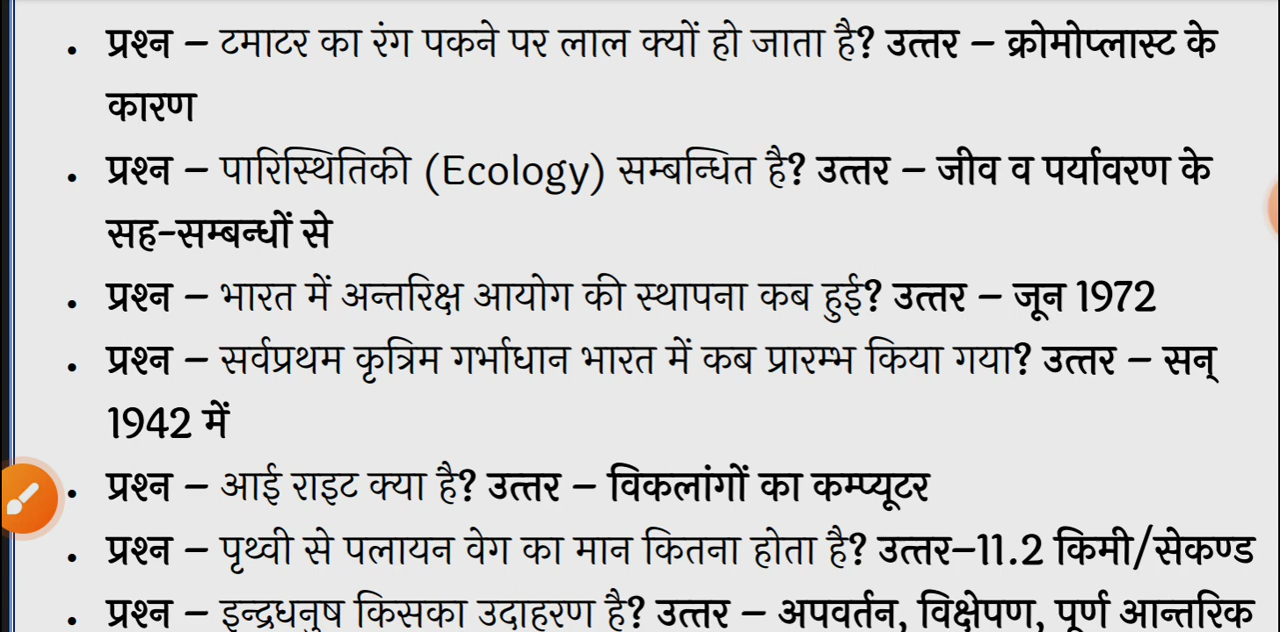 • प्रश्न – टमाटर का रंग पकने पर लाल क्यों हो जाता है? उत्तर – क्रोमोप्लास्ट के
कारण
• प्रश्न – पारिस्थितिकी (Ecology) सम्बन्धित है? उत्तर – जीव व पर्यावरण के
सह-सम्बन्धों से
• प्रश्न – भारत में अन्तरिक्ष आयोग की स्थापना कब हुई? उत्तर – जून 1972
• प्रश्न – सर्वप्रथम कृत्रिम गर्भाधान भारत में कब प्रारम्भ किया गया? उत्तर – सन्
1942 में
• प्रश्न – आई राइट क्या है? उत्तर – विकलांगों का कम्प्यूटर
• प्रश्न – पृथ्वी से पलायन वेग का मान कितना होता है? उत्तर–11.2 किमी/सेकण्ड
• प्रश्न – इन्द्रधनुष किसका उदाहरण है? उत्तर – अपवर्तन, विक्षेपण, पूर्ण आन्तरिक